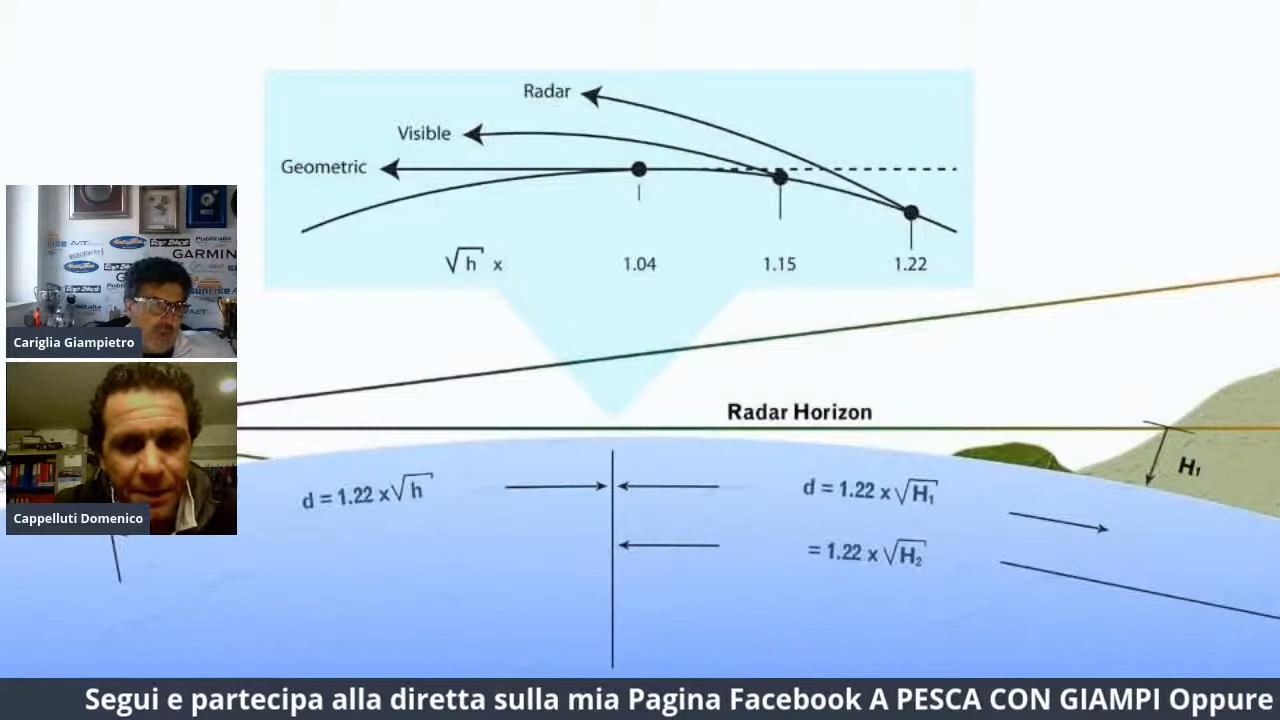 Radar
Visible
Geometric
√h x 1.04 1.15 1.22
GARMIN
Cariglia Giampietro
Radar Horizon
H₁
d = 1.22 x √h
d = 1.22 x √H₁
= 1.22 x √H₂
Cappelluti Domenico
Segui e partecipa alla diretta sulla mia Pagina Facebook A PESCA CON GIAMPI Oppure